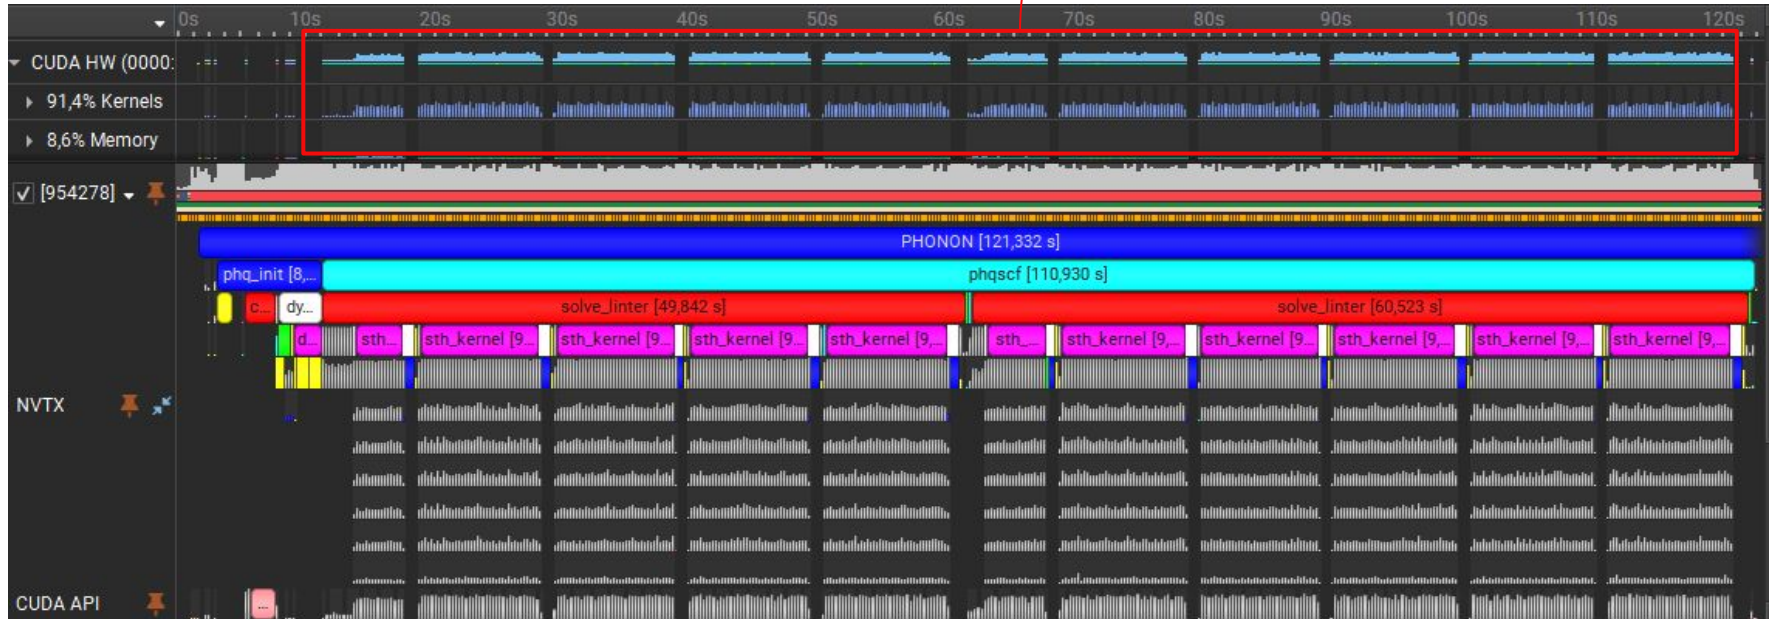 0s 10s 20s 30s 40s 50s 60s 70s 80s 90s 100s 110s 120s
CUDA HW (0000:
91,4% Kernels
8,6% Memory
[954278]
PHONON [121,332 s]
phq_init [8,... phqscf [110,930 s]
c... dy... solve_linter [49,842 s] solve_linter [60,523 s]
d... sth... sth_kernel [9... sth_kernel [9... sth_kernel [9... sth_kernel [9,... sth_... sth_kernel [9,... sth_kernel [9,... sth_kernel [9,... sth_kernel [9,... sth_kernel [9,...
NVTX
CUDA API ...